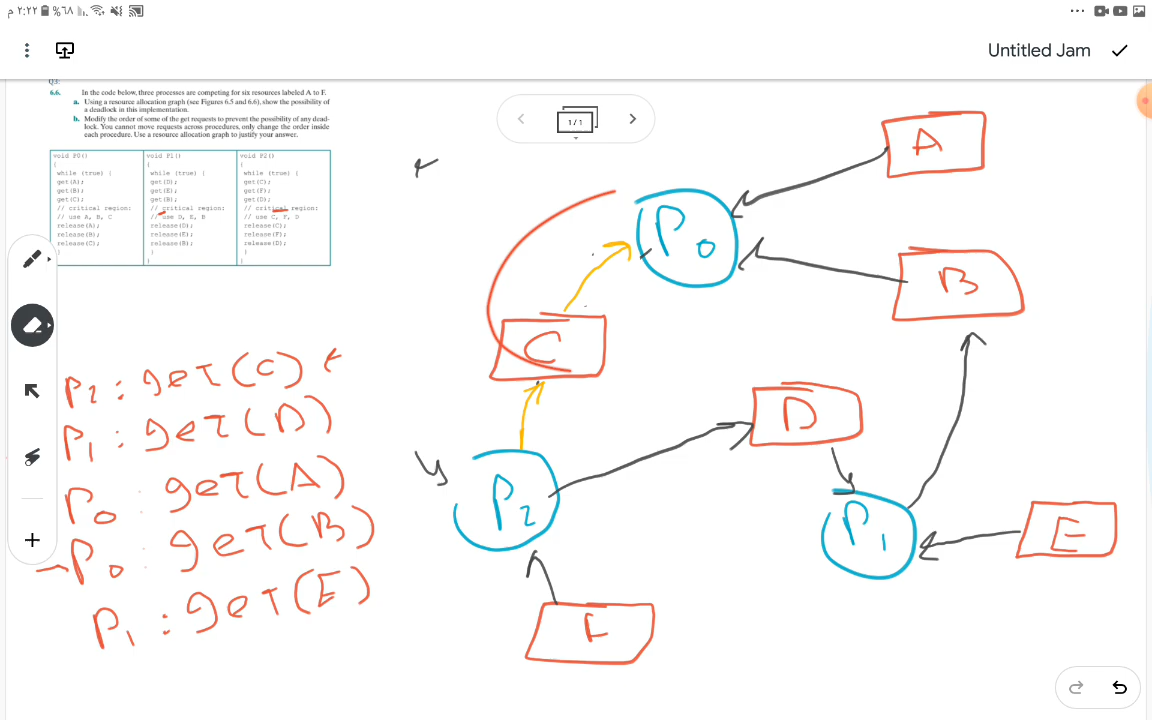 ٢:٢٢ م %٦٨
Untitled Jam
1 / 1
Q3:
6.6. In the code below, three processes are competing for six resources labeled A to F.
a. Using a resource allocation graph (see Figures 6.5 and 6.6), show the possibility of
a deadlock in this implementation.
b. Modify the order of some of the get requests to prevent the possibility of any dead-
lock. You cannot move requests across procedures, only change the order inside
each procedure. Use a resource allocation graph to justify your answer.
void P0() void P1() void P2()
{ { {
while (true) { while (true) { while (true) {
get(A); get(D); get(C);
get(B); get(E); get(F);
get(C); get(B); get(D);
// critical region: // critical region: // critical region:
// use A, B, C // use D, E, B // use C, F, D
release(A); release(D); release(C);
release(B); release(E); release(F);
release(C); release(B); release(D);
} } }
} } }
A
P0
B
C
D
P2
P1
E
F
P2 : get(C)
P1 : get(D)
P0 : get(A)
P0 : get(B)
P1 : get(E)